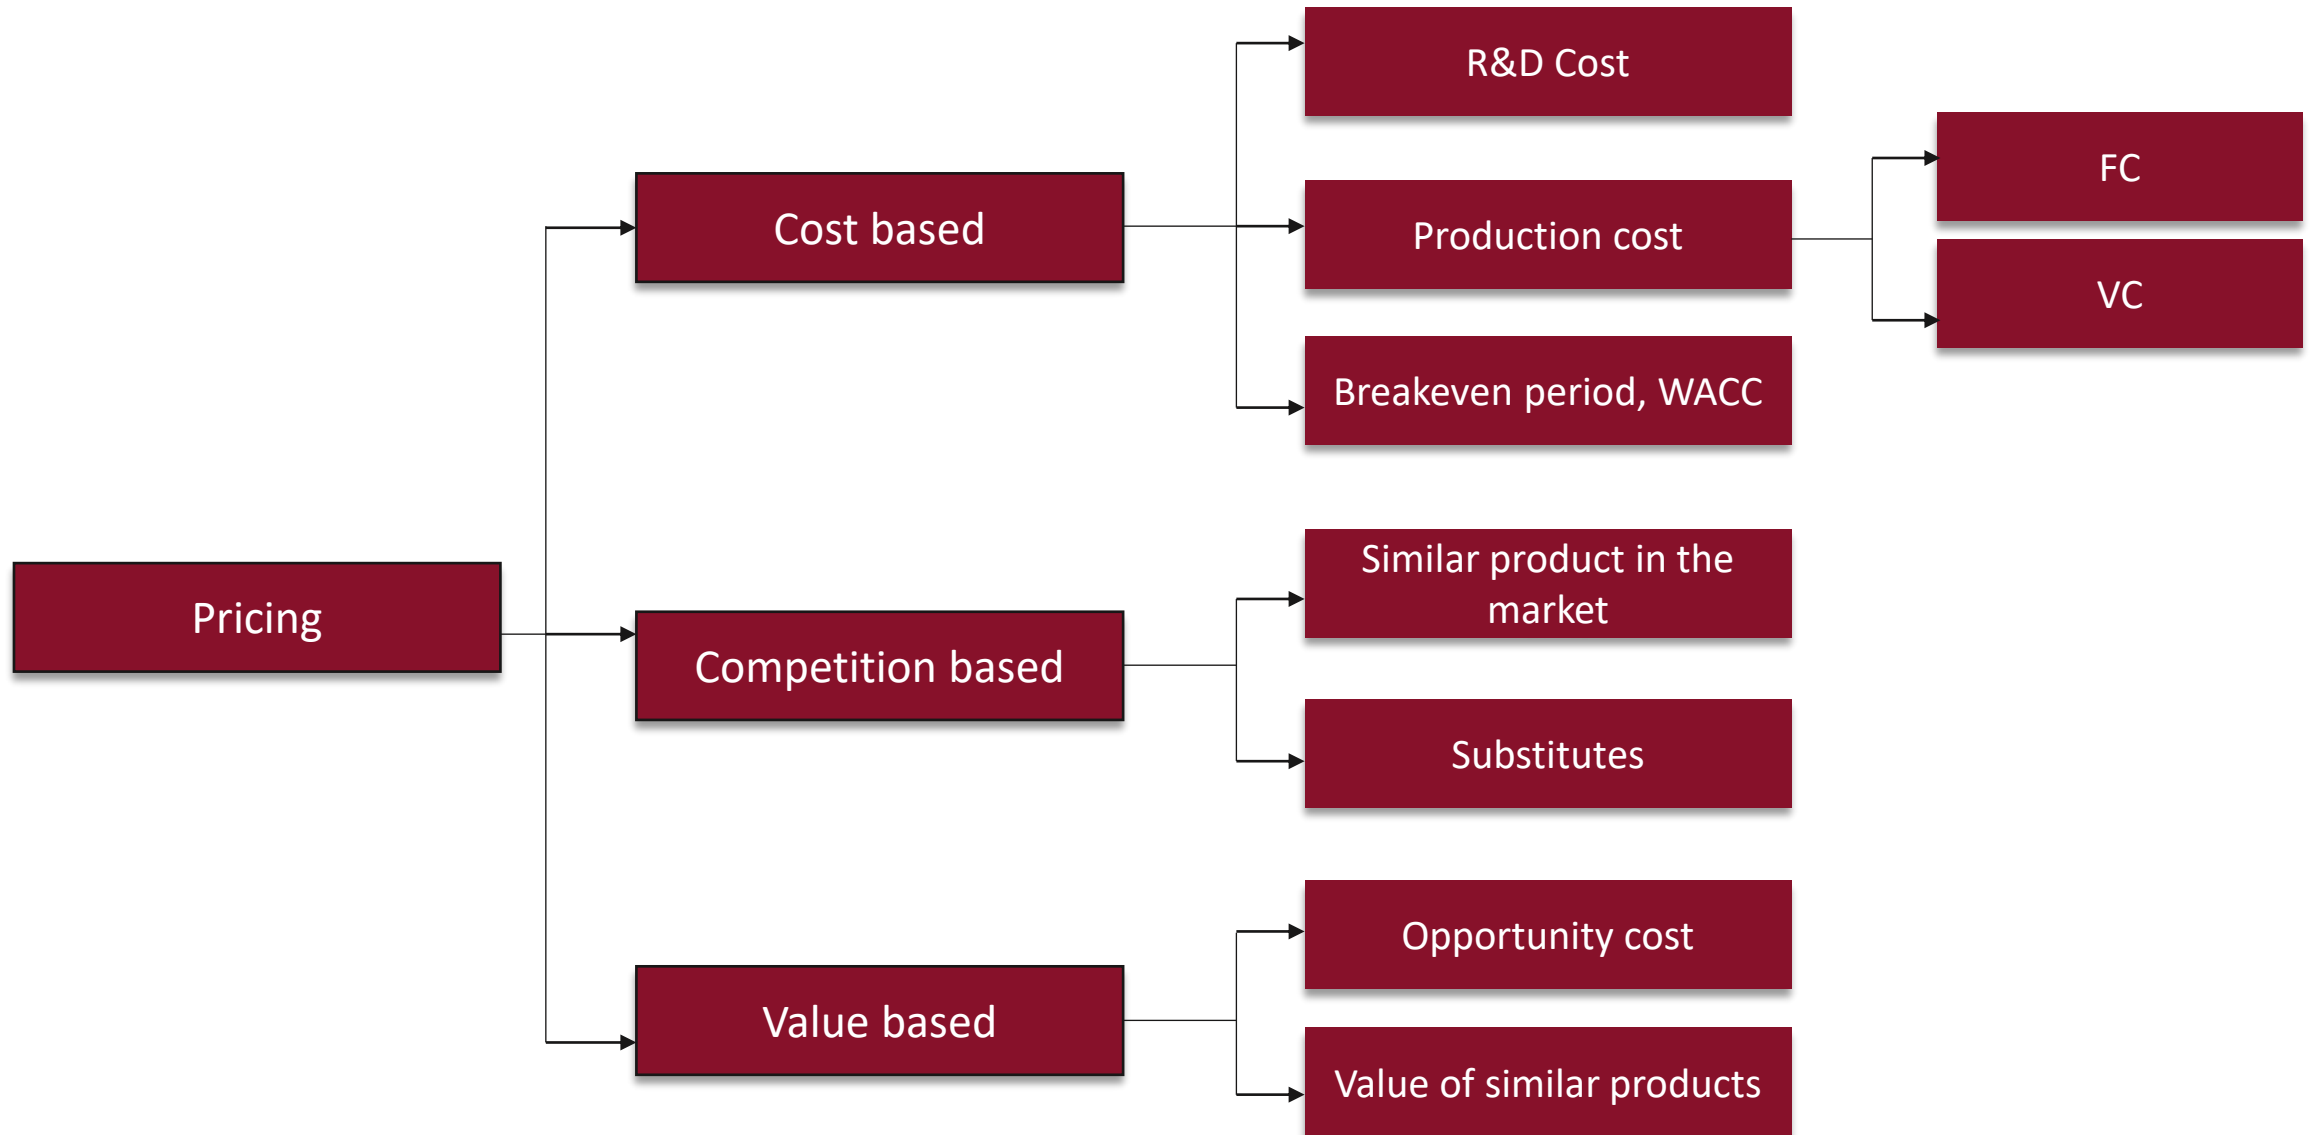 Pricing
Cost based
R&D Cost
Production cost
FC
VC
Breakeven period, WACC
Competition based
Similar product in the
market
Substitutes
Value based
Opportunity cost
Value of similar products